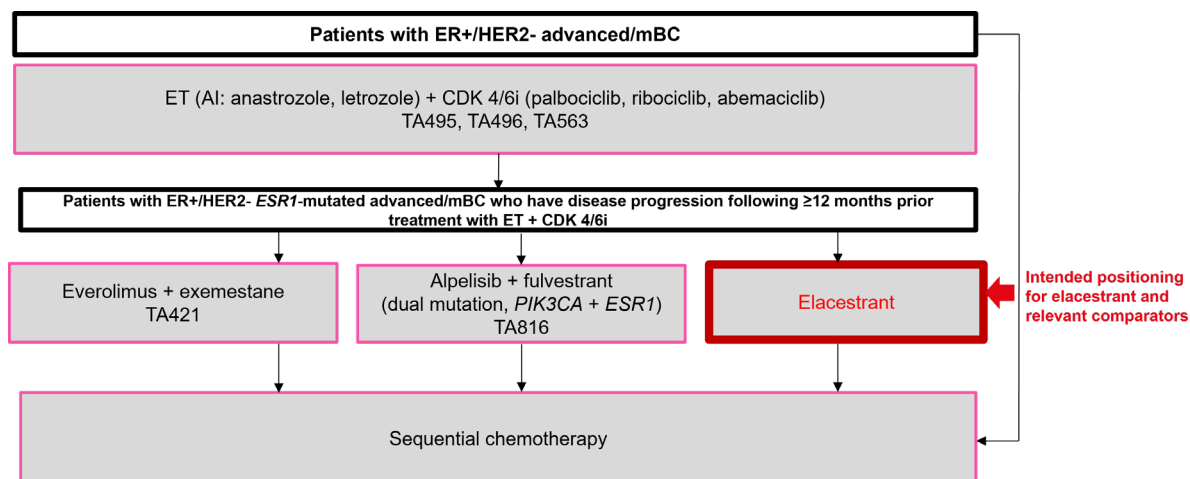 Patients with ER+/HER2- advanced/mBC
ET (AI: anastrozole, letrozole) + CDK 4/6i (palbociclib, ribociclib, abemaciclib)
TA495, TA496, TA563
Patients with ER+/HER2- ESR1-mutated advanced/mBC who have disease progression following ≥12 months prior
treatment with ET + CDK 4/6i
Everolimus + exemestane
TA421
Alpelisib + fulvestrant
(dual mutation, PIK3CA + ESR1)
TA816
Elacestrant
Intended positioning
for elacestrant and
relevant comparators
Sequential chemotherapy